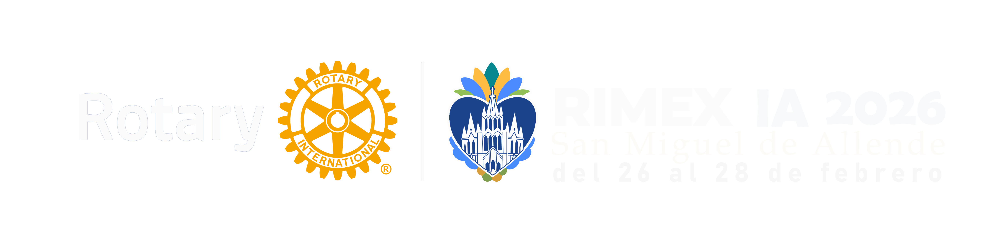 Rotary
ROTARY
INTERNATIONAL
®
RIMEX IA 2026
San Miguel de Allende
del 26 al 28 de febrero